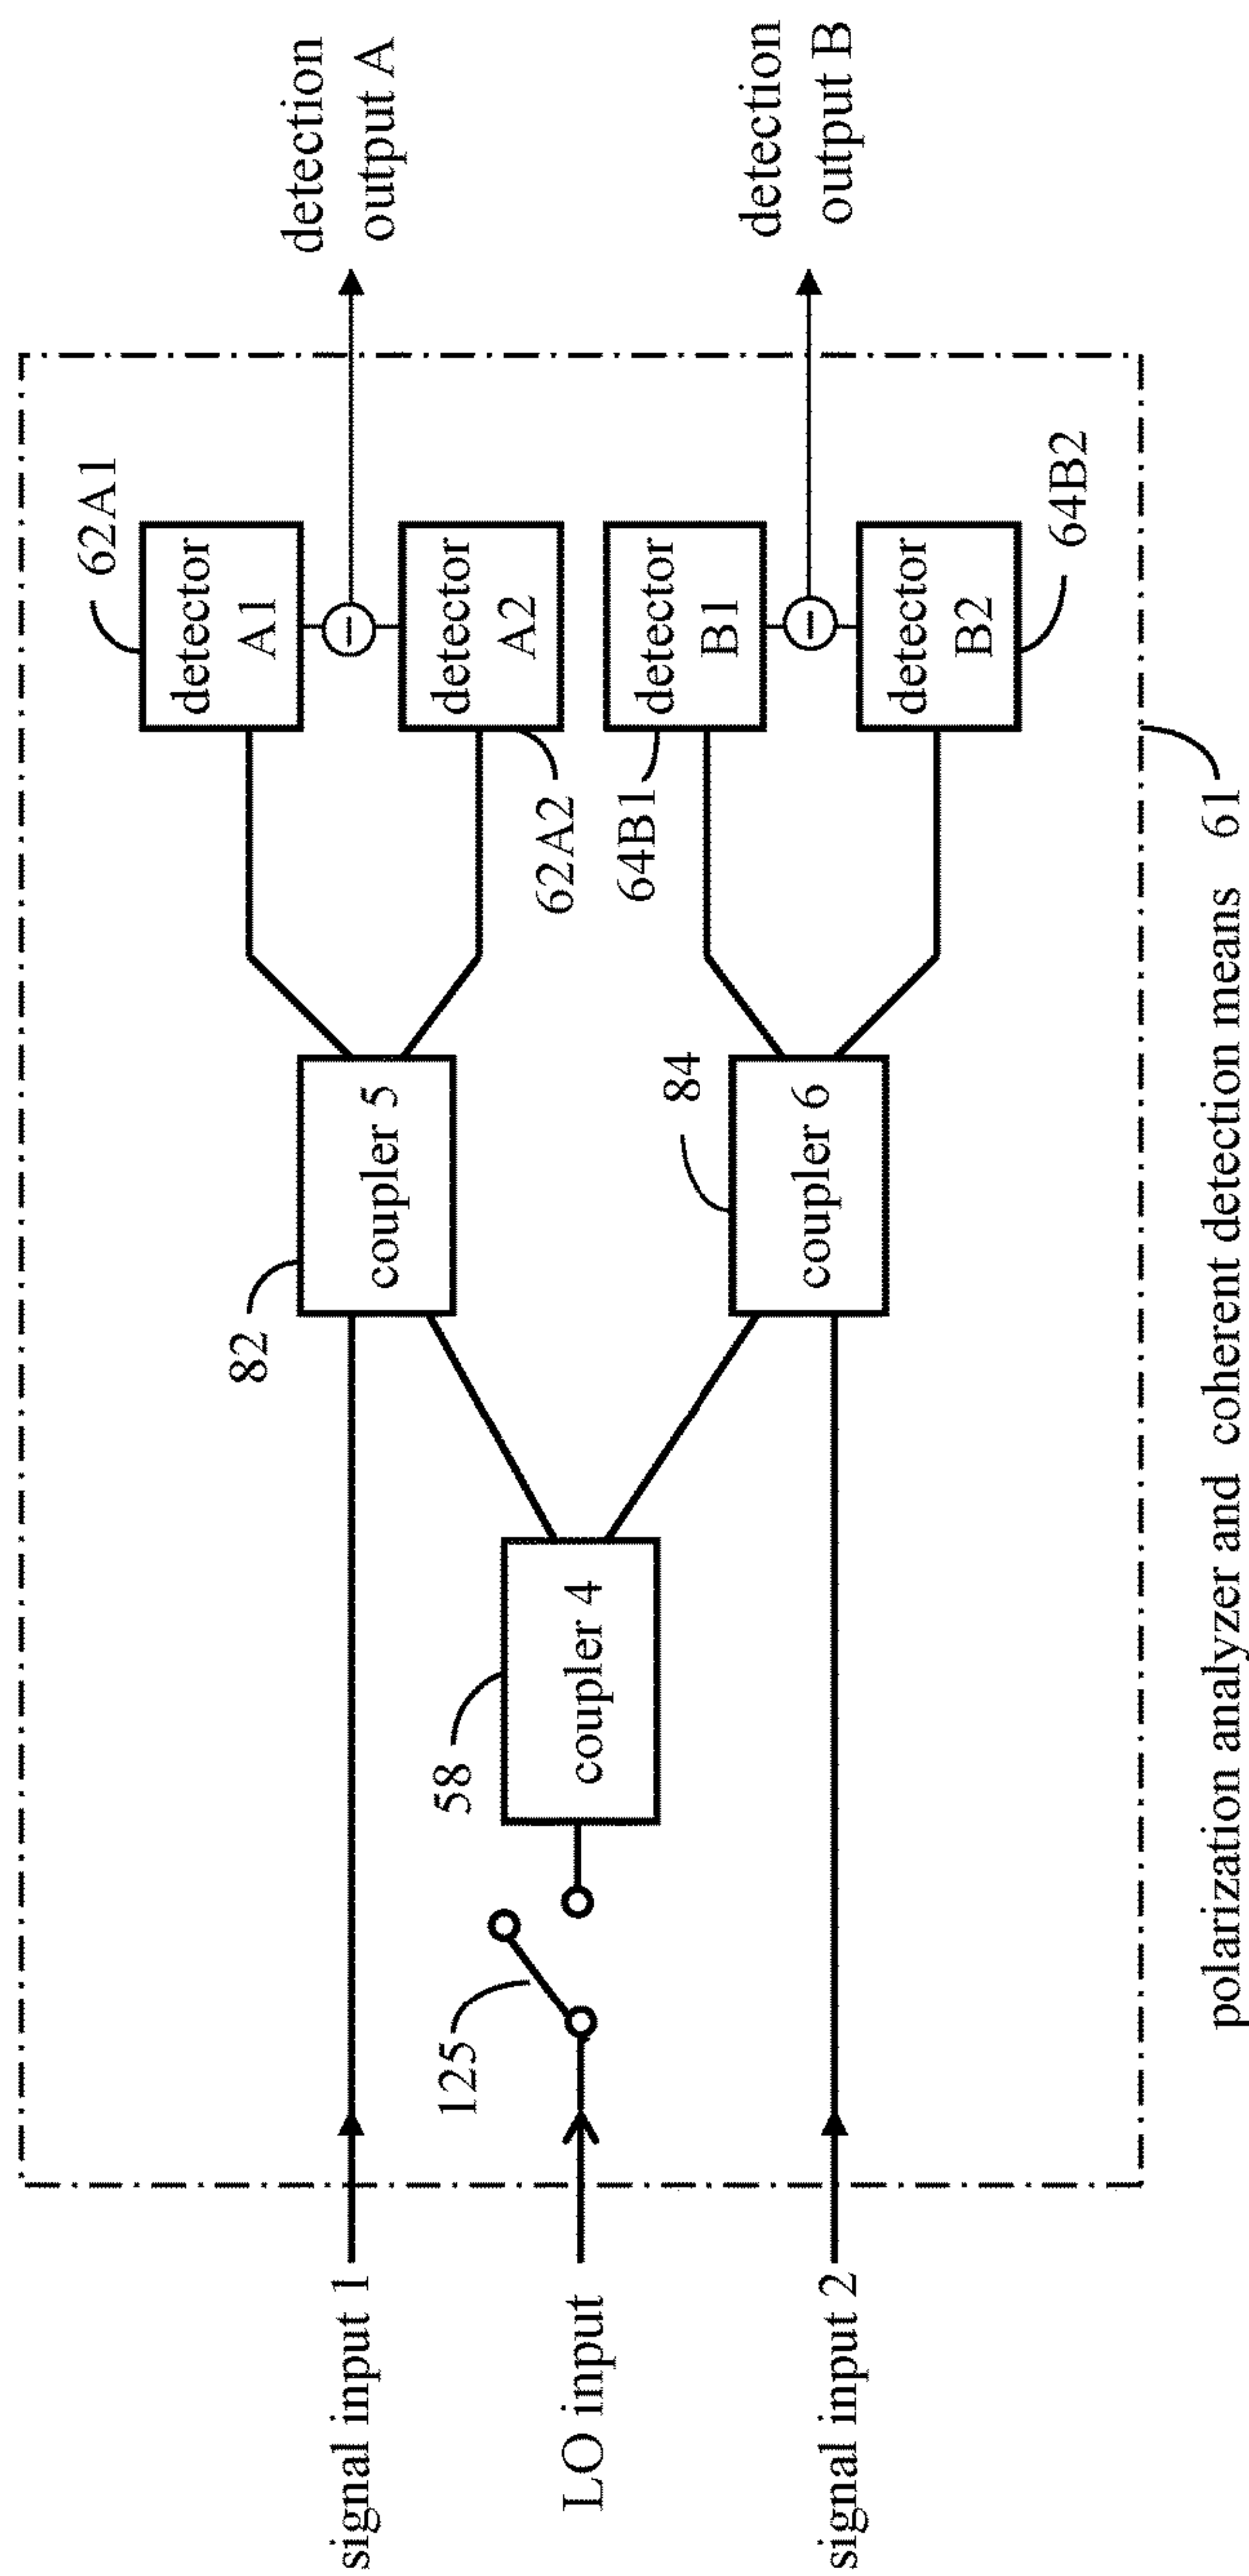 signal input 1
LO input
signal input 2
125
58
coupler 4
82
coupler 5
84
coupler 6
62A1
detector
A1
detector
A2
62A2
64B1
detector
B1
detector
B2
64B2
−
−
detection
output A
detection
output B
polarization analyzer and coherent detection means 61